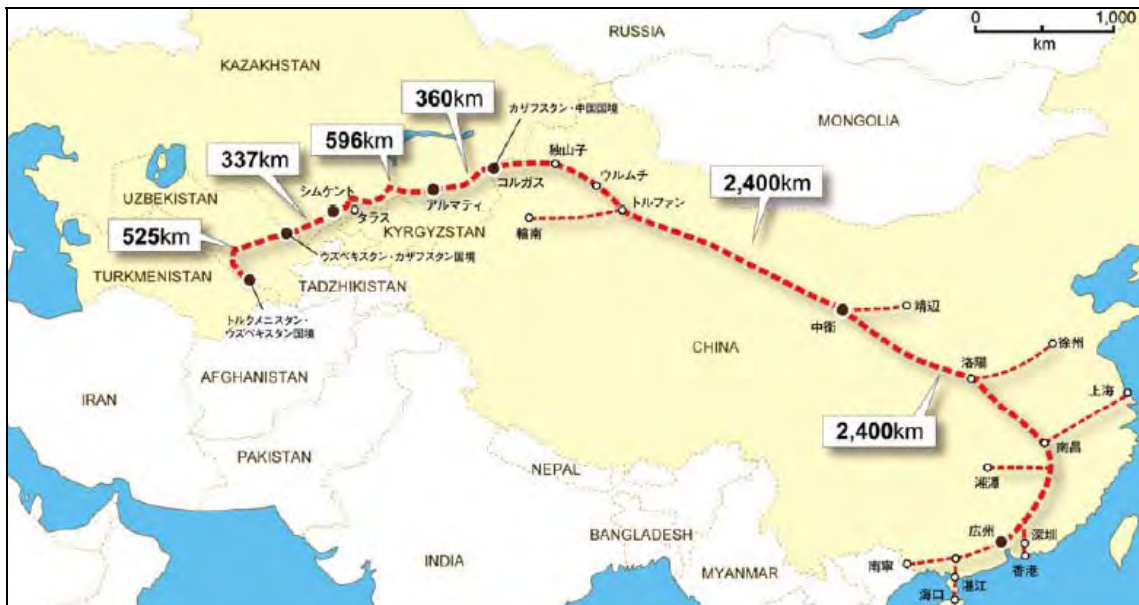 RUSSIA
0 1,000
km
KAZAKHSTAN
MONGOLIA
360km
カザフスタン・中国国境
596km
独山子
337km
コルガス
ウルムチ
2,400km
シムケント
アルマティ
トルファン
UZBEKISTAN
タラス
輪南
KYRGYZSTAN
525km
ウズベキスタン・カザフスタン国境
TURKMENISTAN
TADZHIKISTAN
トルクメニスタン・
ウズベキスタン国境
中衛
靖辺
CHINA
徐州
洛陽
AFGHANISTAN
上海
IRAN
2,400km
南昌
PAKISTAN
NEPAL
湘潭
広州
深圳
BANGLADESH
INDIA
南寧
香港
MYANMAR
湛江
海口